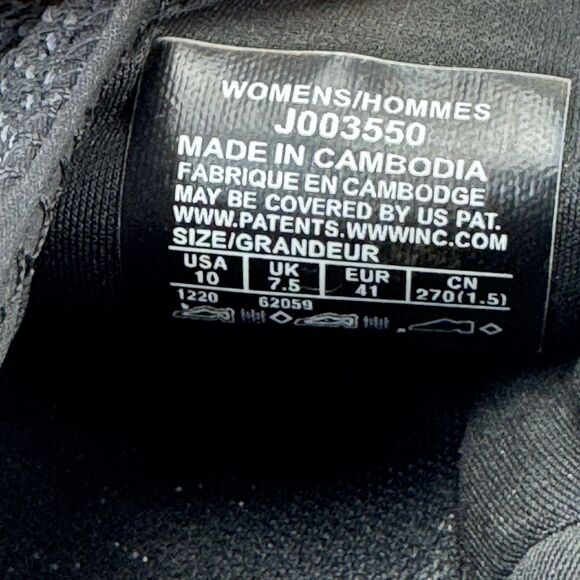 WOMENS/HOMMES
J003550
MADE IN CAMBODIA
FABRIQUE EN CAMBODGE
MAY BE COVERED BY US PAT.
WWW.PATENTS.WWWINC.COM
SIZE/GRANDEUR
USA UK EUR CN
10 7.5 41 270(1.5)
1220 62059